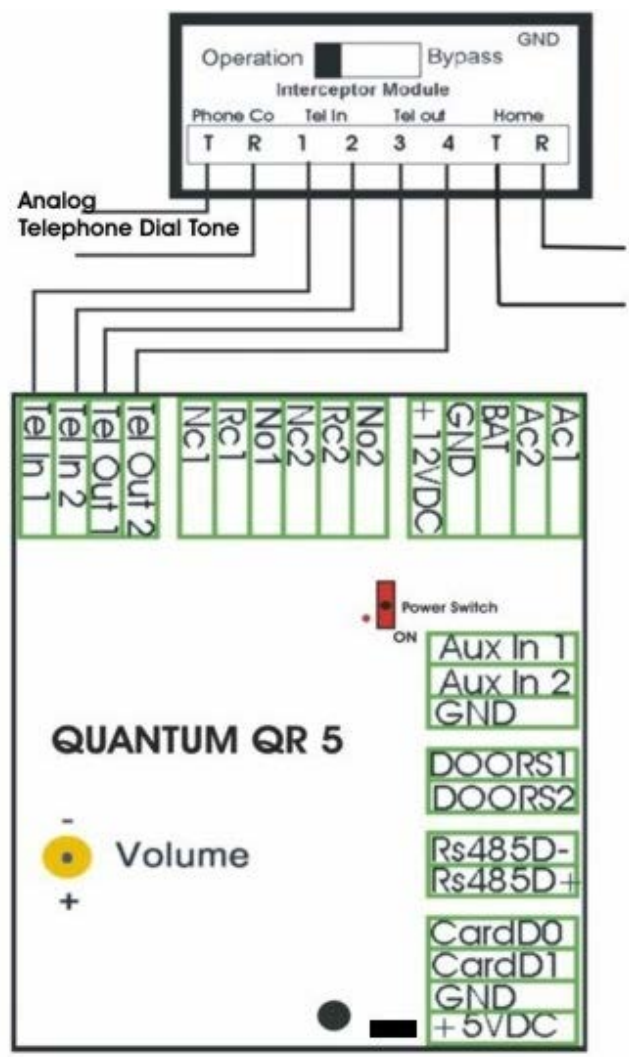 GND
Operation Bypass
Interceptor Module
Phone Co Tel In Tel out Home
T R 1 2 3 4 T R
Analog
Telephone Dial Tone
Tel In 1
Tel In 2
Tel Out 1
Tel Out 2
Nc1
Rc1
No1
Nc2
Rc2
No2
+12VDC
GND
BAT
Ac2
Ac1
Power Switch
ON
Aux In 1
Aux In 2
GND
QUANTUM QR 5
DOORS1
DOORS2
-
Volume
+
Rs485D-
Rs485D+
CardD0
CardD1
GND
+5VDC